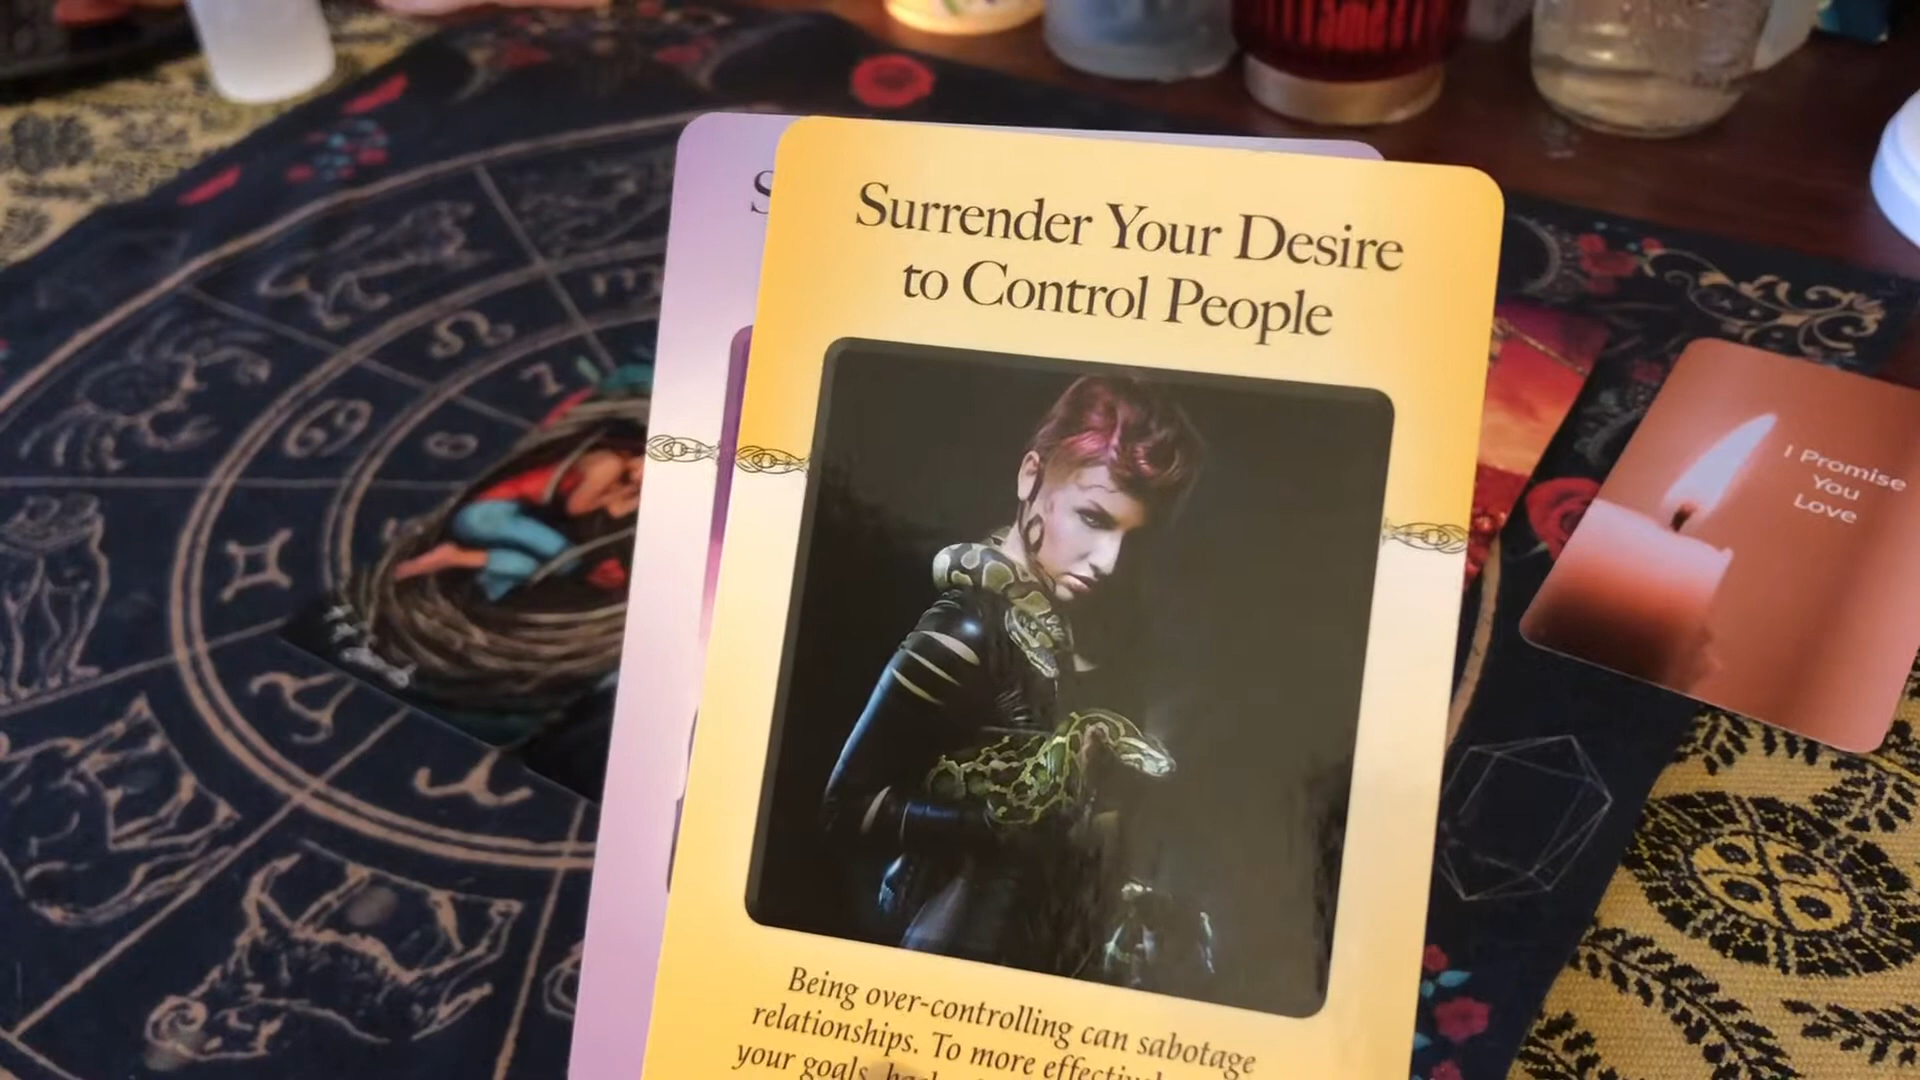 Surrender Your Desire
to Control People
Being over-controlling can sabotage
relationships. To more
your goals,
I Promise
You
Love